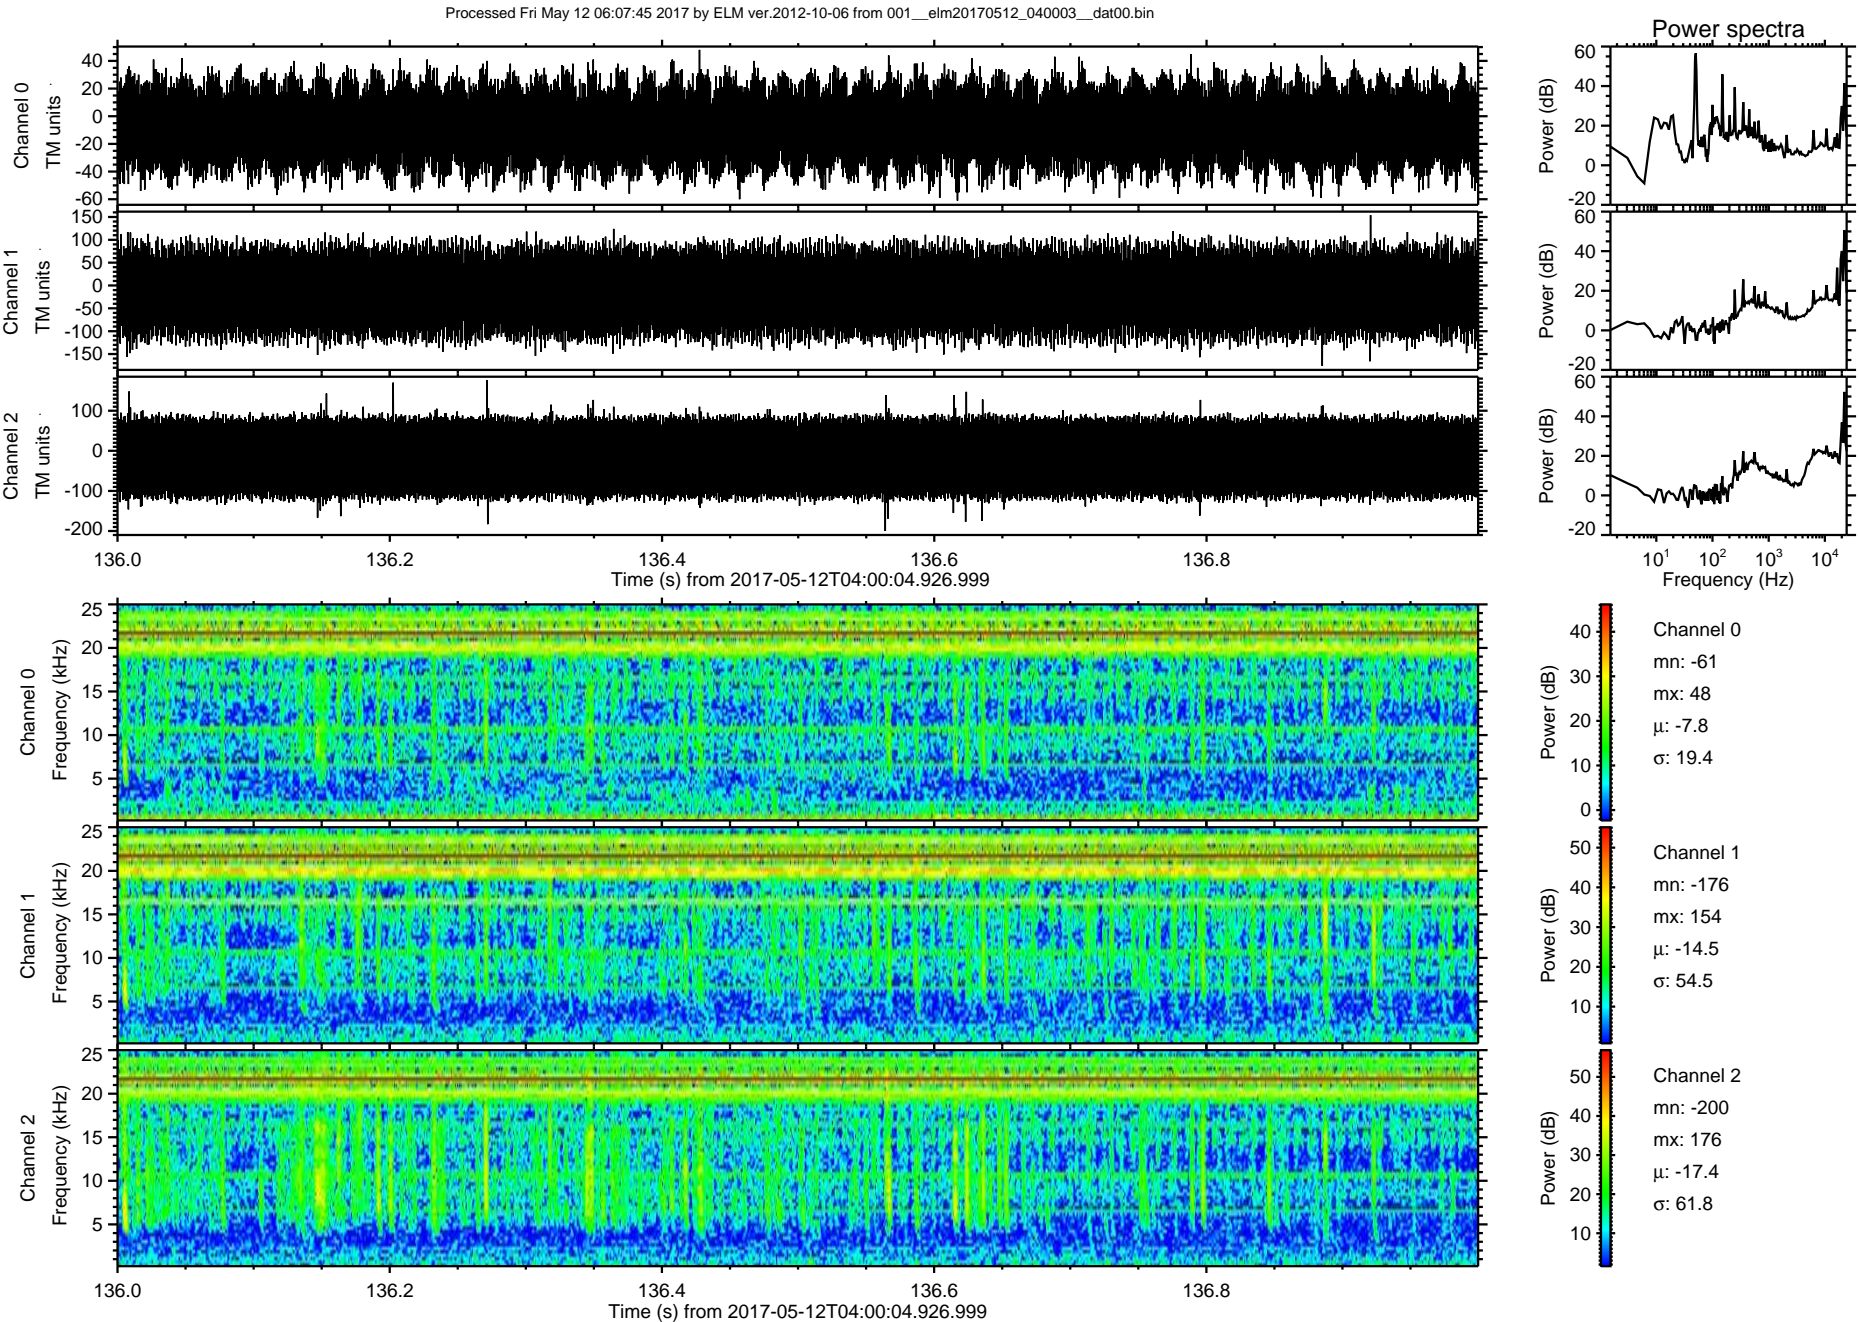 Processed Fri May 12 06:07:45 2017 by ELM ver.2012-10-06 from 001__elm20170512_040003__dat00.bin
Power spectra
Channel 0
TM units
40
20
0
-20
-40
-60
Power (dB)
60
40
20
0
-20
Channel 1
TM units
150
100
50
0
-50
-100
-150
Power (dB)
60
40
20
0
-20
Channel 2
TM units
100
0
-100
-200
Power (dB)
60
40
20
0
-20
136.0 136.2 136.4 136.6 136.8
Time (s) from 2017-05-12T04:00:04.926.999
10¹ 10² 10³ 10⁴
Frequency (Hz)
Channel 0
Frequency (kHz)
25
20
15
10
5
Power (dB)
40
30
20
10
0
Channel 0
mn: -61
mx: 48
μ: -7.8
σ: 19.4
Channel 1
Frequency (kHz)
25
20
15
10
5
Power (dB)
50
40
30
20
10
Channel 1
mn: -176
mx: 154
μ: -14.5
σ: 54.5
Channel 2
Frequency (kHz)
25
20
15
10
5
Power (dB)
50
40
30
20
10
Channel 2
mn: -200
mx: 176
μ: -17.4
σ: 61.8
136.0 136.2 136.4 136.6 136.8
Time (s) from 2017-05-12T04:00:04.926.999